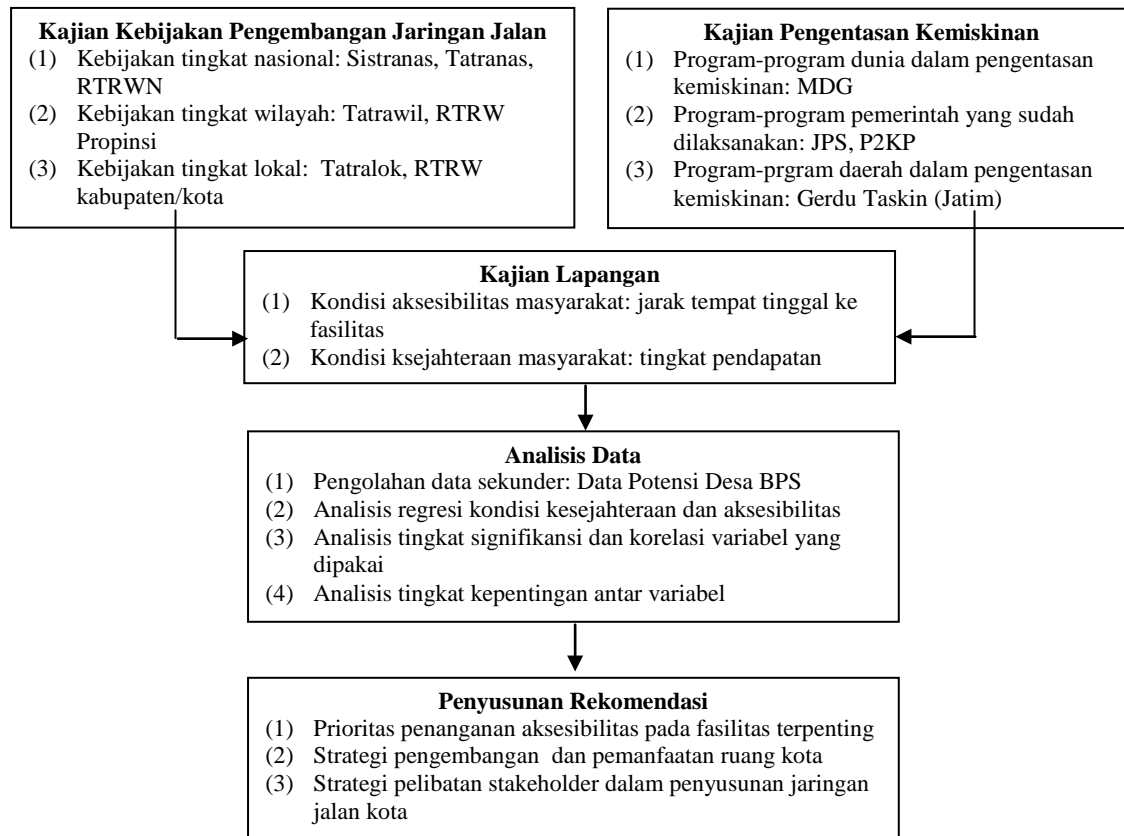 Kajian Kebijakan Pengembangan Jaringan Jalan
(1) Kebijakan tingkat nasional: Sistranas, Tatranas,
RTRWN
(2) Kebijakan tingkat wilayah: Tatrawil, RTRW
Propinsi
(3) Kebijakan tingkat lokal: Tatralok, RTRW
kabupaten/kota
Kajian Pengentasan Kemiskinan
(1) Program-program dunia dalam pengentasan
kemiskinan: MDG
(2) Program-program pemerintah yang sudah
dilaksanakan: JPS, P2KP
(3) Program-prgram daerah dalam pengentasan
kemiskinan: Gerdu Taskin (Jatim)
Kajian Lapangan
(1) Kondisi aksesibilitas masyarakat: jarak tempat tinggal ke
fasilitas
(2) Kondisi ksejahteraan masyarakat: tingkat pendapatan
Analisis Data
(1) Pengolahan data sekunder: Data Potensi Desa BPS
(2) Analisis regresi kondisi kesejahteraan dan aksesibilitas
(3) Analisis tingkat signifikansi dan korelasi variabel yang
dipakai
(4) Analisis tingkat kepentingan antar variabel
Penyusunan Rekomendasi
(1) Prioritas penanganan aksesibilitas pada fasilitas terpenting
(2) Strategi pengembangan dan pemanfaatan ruang kota
(3) Strategi pelibatan stakeholder dalam penyusunan jaringan
jalan kota